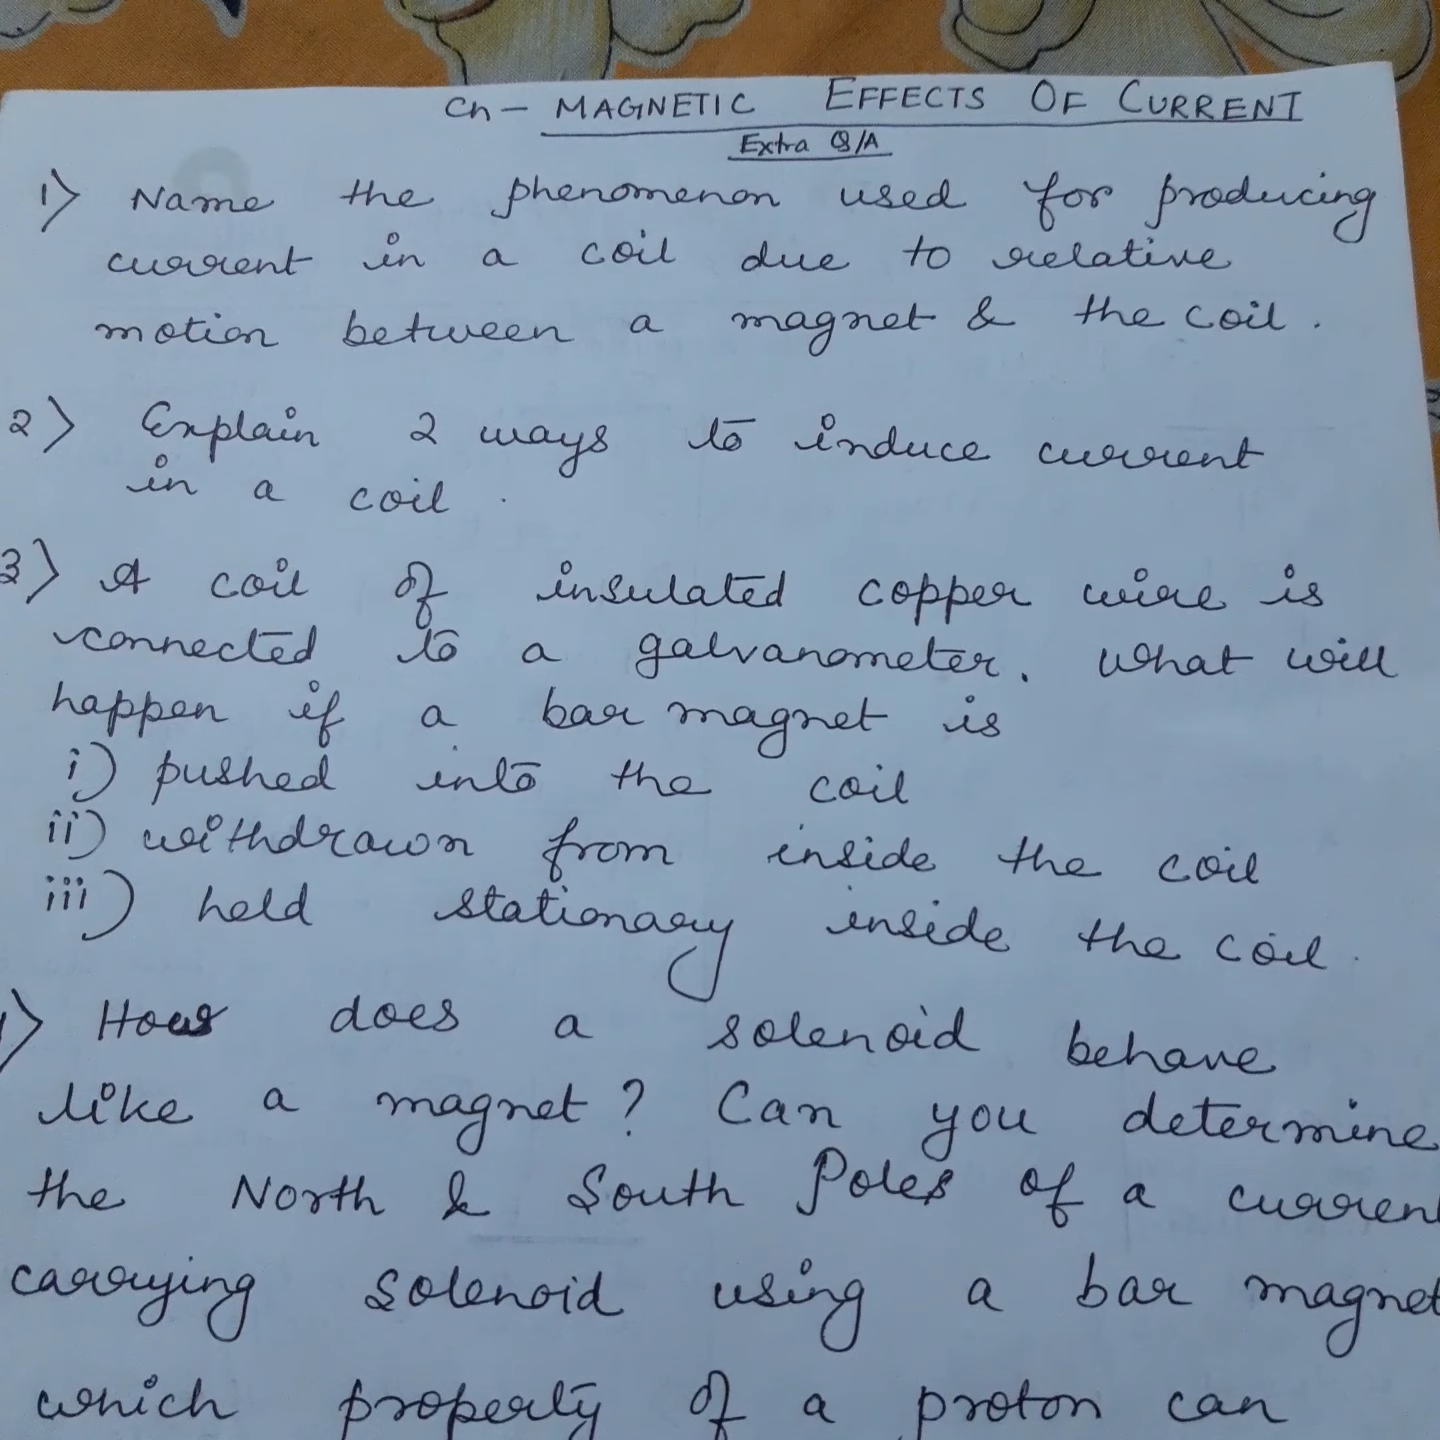 Ch - MAGNETIC EFFECTS OF CURRENT
Extra Q/A
1) Name the phenomenon used for producing
current in a coil due to relative
motion between a magnet & the coil.
2) Explain 2 ways to induce current
in a coil.
3) A coil of insulated copper wire is
connected to a galvanometer. What will
happen if a bar magnet is
i) pushed into the coil
ii) withdrawn from inside the coil
iii) held stationary inside the coil.
) How does a solenoid behave
like a magnet? Can you determine
the North & South Poles of a curren
carrying solenoid using a bar magnet
which property of a proton can